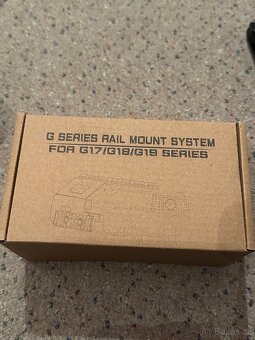 G SERIES RAIL MOUNT SYSTEM
FOR G17/G18/G19 SERIES